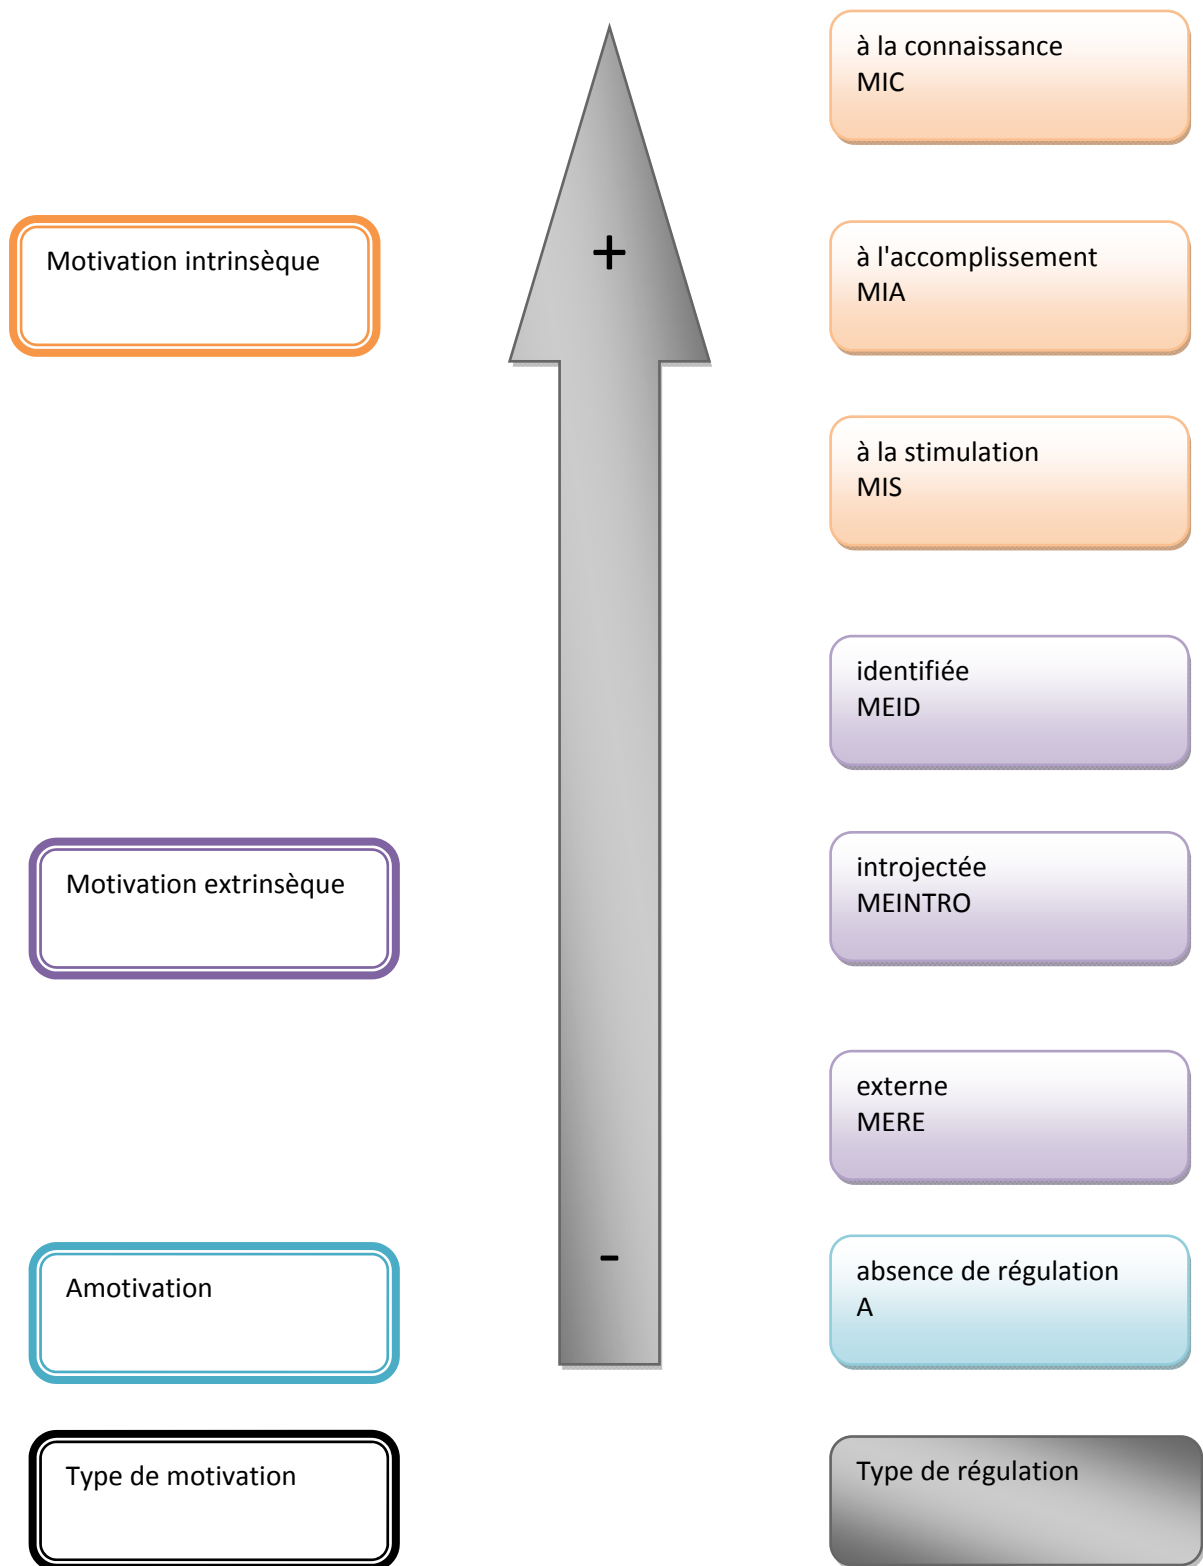 à la connaissance
MIC
Motivation intrinsèque
+
à l'accomplissement
MIA
à la stimulation
MIS
identifiée
MEID
Motivation extrinsèque
introjectée
MEINTRO
externe
MERE
Amotivation
-
absence de régulation
A
Type de motivation
Type de régulation